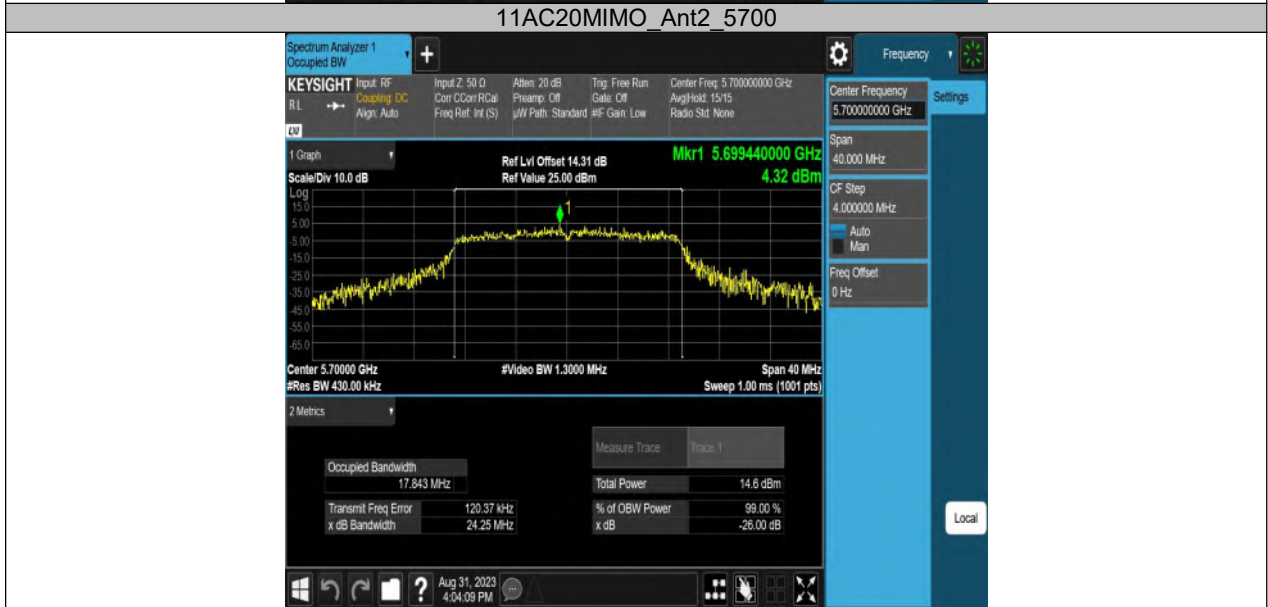 11AC20MIMO_Ant2_5700
Spectrum Analyzer 1
Occupied BW
+
Frequency
KEYSIGHT Input: RF Input Z: 50 Ω Atten: 20 dB Trig: Free Run Center Freq: 5.700000000 GHz
RL Coupling: DC Corr CCorr RCal Preamp: Off Gate: Off Avg|Hold: 15/15
Align: Auto Freq Ref: Int (S) µW Path: Standard #IF Gain: Low Radio Std: None
LXI
Center Frequency
5.700000000 GHz
Settings
Span
40.000 MHz
CF Step
4.000000 MHz
Auto
Man
Freq Offset
0 Hz
1 Graph
Ref Lvl Offset 14.31 dB
Mkr1 5.699440000 GHz
Scale/Div 10.0 dB
Ref Value 25.00 dBm
4.32 dBm
Log
15.0
5.00
-5.00
-15.0
-25.0
-35.0
-45.0
-55.0
-65.0
1
Center 5.70000 GHz #Video BW 1.3000 MHz Span 40 MHz
#Res BW 430.00 kHz Sweep 1.00 ms (1001 pts)
2 Metrics
Measure Trace Trace 1
Occupied Bandwidth
17.843 MHz
Total Power 14.6 dBm
Transmit Freq Error 120.37 kHz % of OBW Power 99.00 %
x dB Bandwidth 24.25 MHz x dB -26.00 dB
Local
? Aug 31, 2023
4:04:09 PM